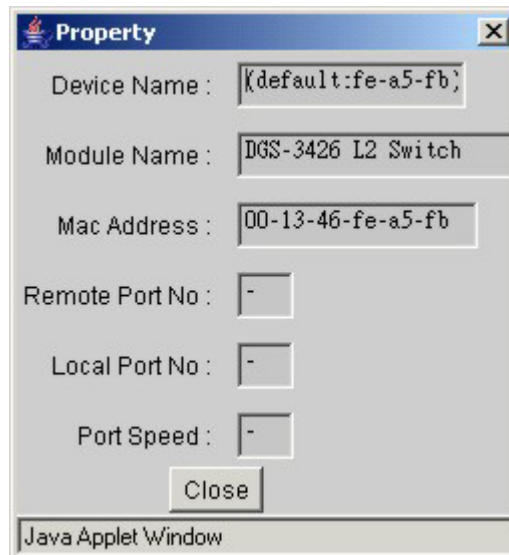 Property
Device Name : (default:fe-a5-fb)
Module Name : DGS-3426 L2 Switch
Mac Address : 00-13-46-fe-a5-fb
Remote Port No : -
Local Port No : -
Port Speed : -
Close
Java Applet Window